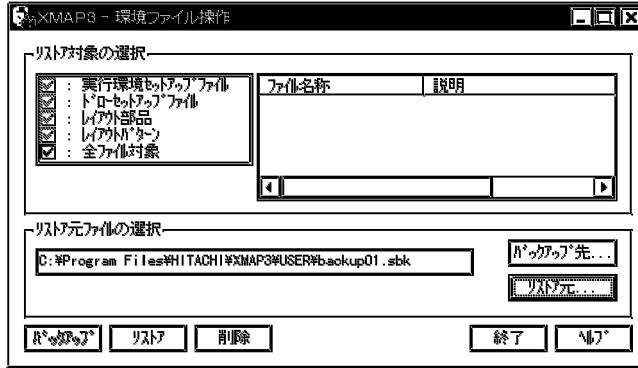 XMAP3 - 環境ファイル操作
リストア対象の選択
: 実行環境ｾｯﾄｱｯﾌﾟﾌｧｲﾙ
: ﾄﾞﾛｰｾｯﾄｱｯﾌﾟﾌｧｲﾙ
: ﾚｲｱｳﾄ部品
: ﾚｲｱｳﾄﾊﾟﾀｰﾝ
: 全ﾌｧｲﾙ対象
ﾌｧｲﾙ名称 説明
ﾘｽﾄｱ元ﾌｧｲﾙの選択
C:¥Program Files¥HITACHI¥XMAP3¥USER¥backup01.sbk
ﾊﾞｯｸｱｯﾌﾟ先...
ﾘｽﾄｱ元...
ﾊﾞｯｸｱｯﾌﾟ ﾘｽﾄｱ 削除 終了 ﾍﾙﾌﾟ